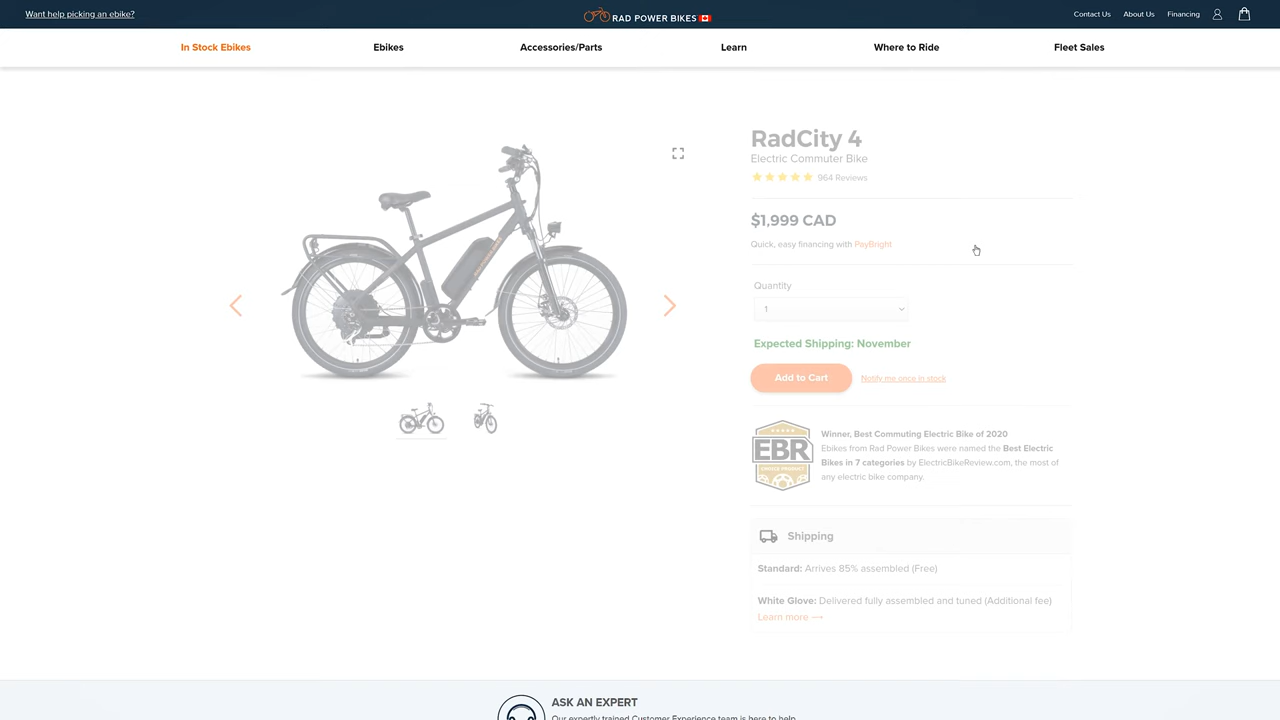 Want help picking an ebike?
RAD POWER BIKES
Contact Us
About Us
Financing
In Stock Ebikes
Ebikes
Accessories/Parts
Learn
Where to Ride
Fleet Sales
RadCity 4
Electric Commuter Bike
964 Reviews
$1,999 CAD
Quick, easy financing with PayBright
Quantity
1
Expected Shipping: November
Add to Cart
Notify me once in stock
EBR
Winner, Best Commuting Electric Bike of 2020
Ebikes from Rad Power Bikes were named the Best Electric
Bikes in 7 categories by ElectricBikeReview.com, the most of
any electric bike company.
Shipping
Standard: Arrives 85% assembled (Free)
White Glove: Delivered fully assembled and tuned (Additional fee)
Learn more ⟶
ASK AN EXPERT
Our expertly trained Customer Experience team is here to help